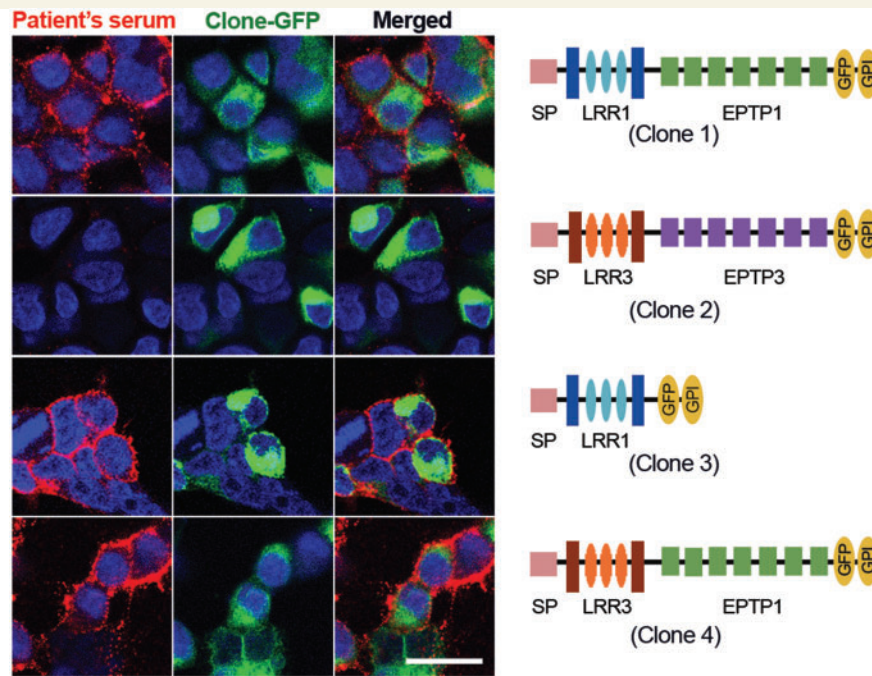 Patient's serum Clone-GFP Merged
GFP GPI
SP LRR1 EPTP1
(Clone 1)
GFP GPI
SP LRR3 EPTP3
(Clone 2)
GFP GPI
SP LRR1
(Clone 3)
GFP GPI
SP LRR3 EPTP1
(Clone 4)